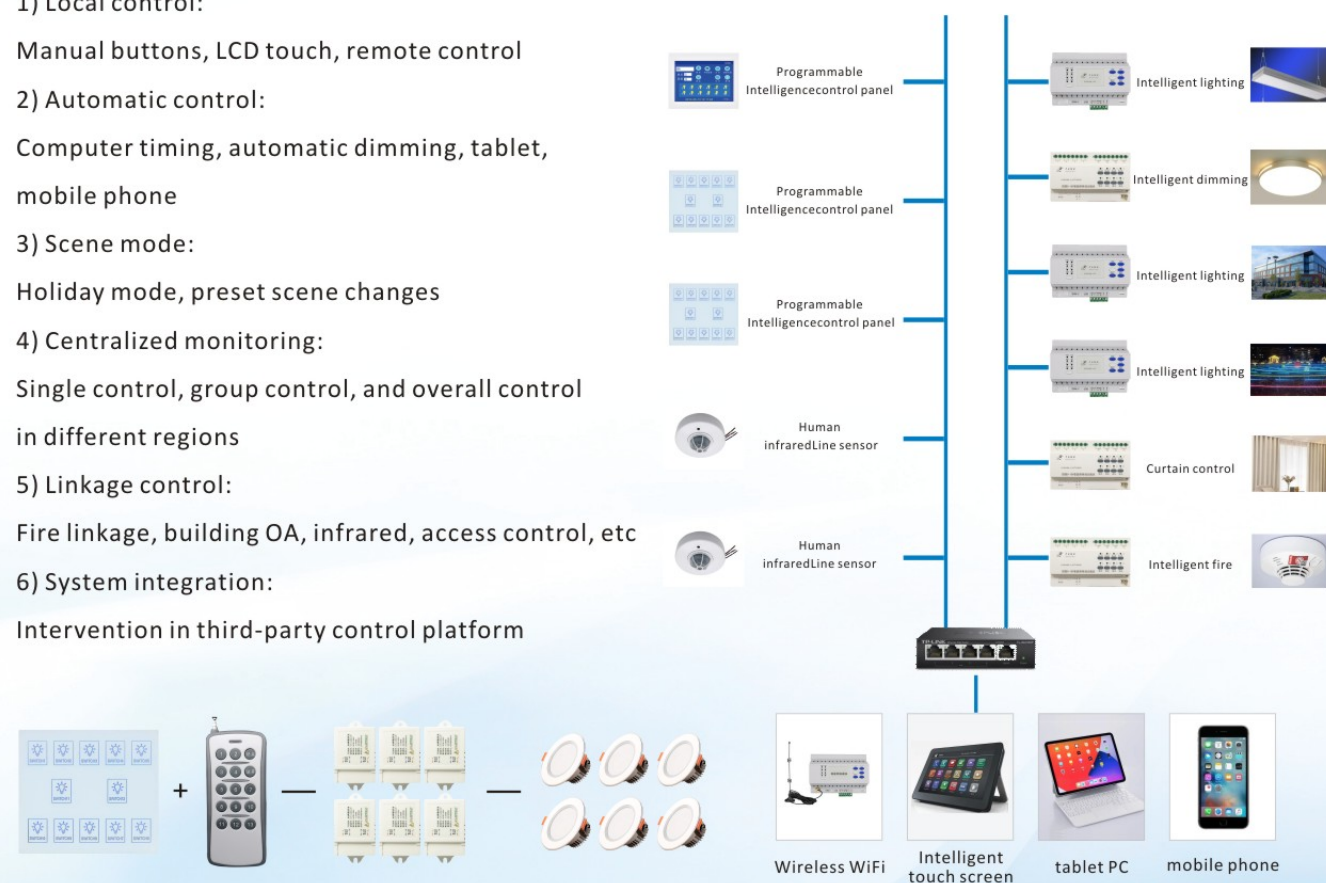 1) Local control:
Manual buttons, LCD touch, remote control
2) Automatic control:
Computer timing, automatic dimming, tablet,
mobile phone
3) Scene mode:
Holiday mode, preset scene changes
4) Centralized monitoring:
Single control, group control, and overall control
in different regions
5) Linkage control:
Fire linkage, building OA, infrared, access control, etc
6) System integration:
Intervention in third-party control platform
Programmable
Intelligencecontrol panel
Programmable
Intelligencecontrol panel
Programmable
Intelligencecontrol panel
Human
infraredLine sensor
Human
infraredLine sensor
Intelligent lighting
Intelligent dimming
Intelligent lighting
Intelligent lighting
Curtain control
Intelligent fire
TP-LINK
+
Wireless WiFi
Intelligent
touch screen
tablet PC
mobile phone